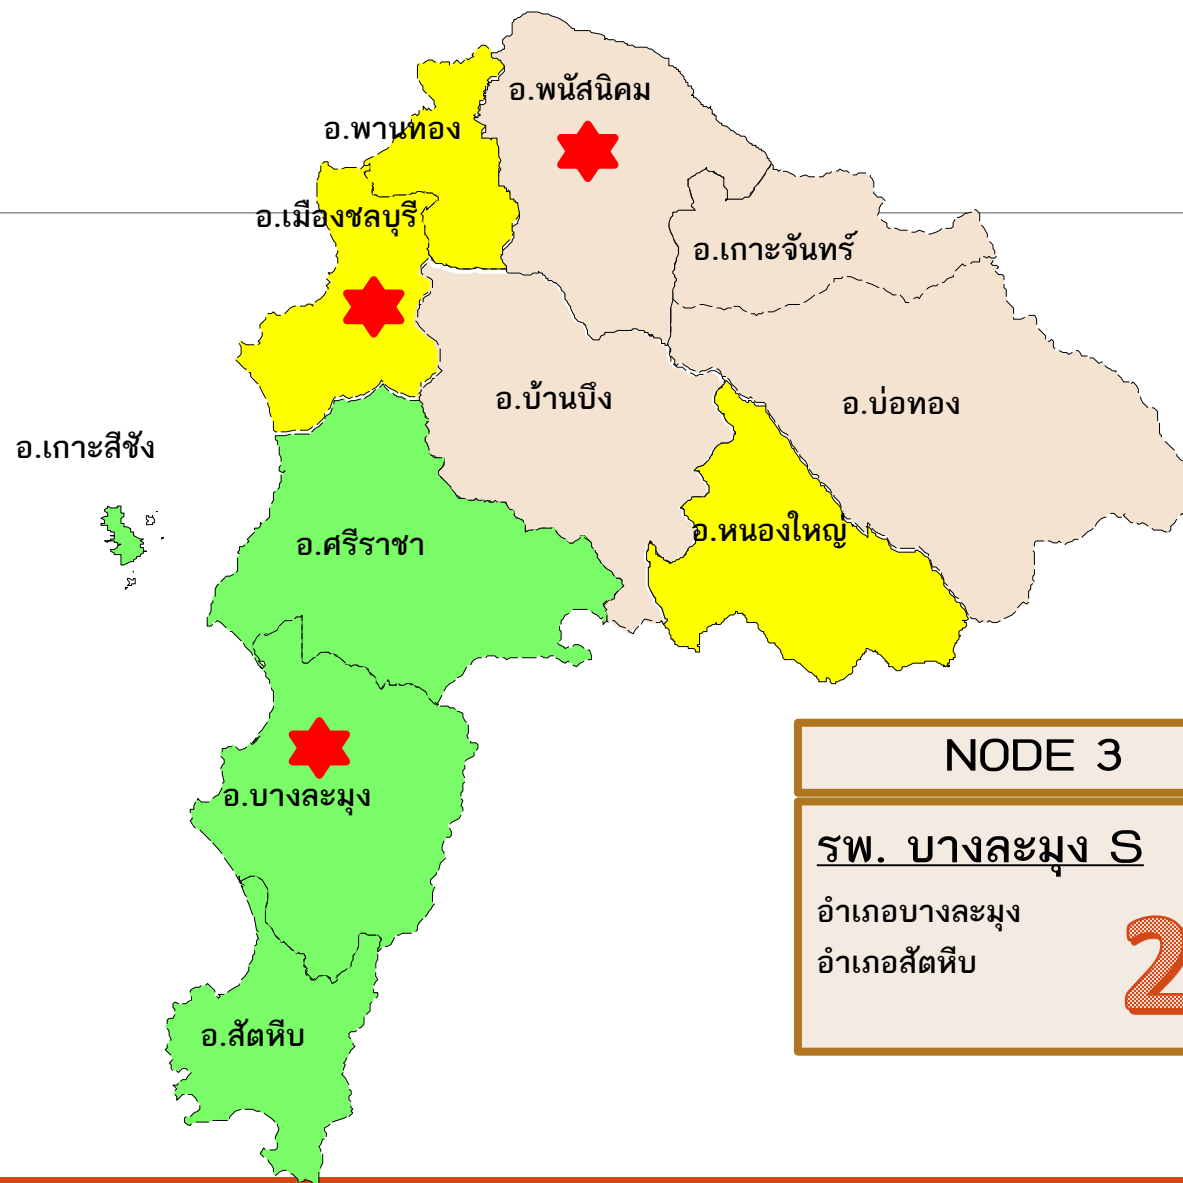 อ.พนัสนิคม
อ.พานทอง
อ.เมืองชลบุรี
อ.เกาะจันทร์
อ.บ้านบึง
อ.บ่อทอง
อ.เกาะสีชัง
อ.หนองใหญ่
อ.ศรีราชา
อ.บางละมุง
อ.สัตหีบ
NODE 3
รพ. บางละมุง S
อำเภอบางละมุง
อำเภอสัตหีบ
2